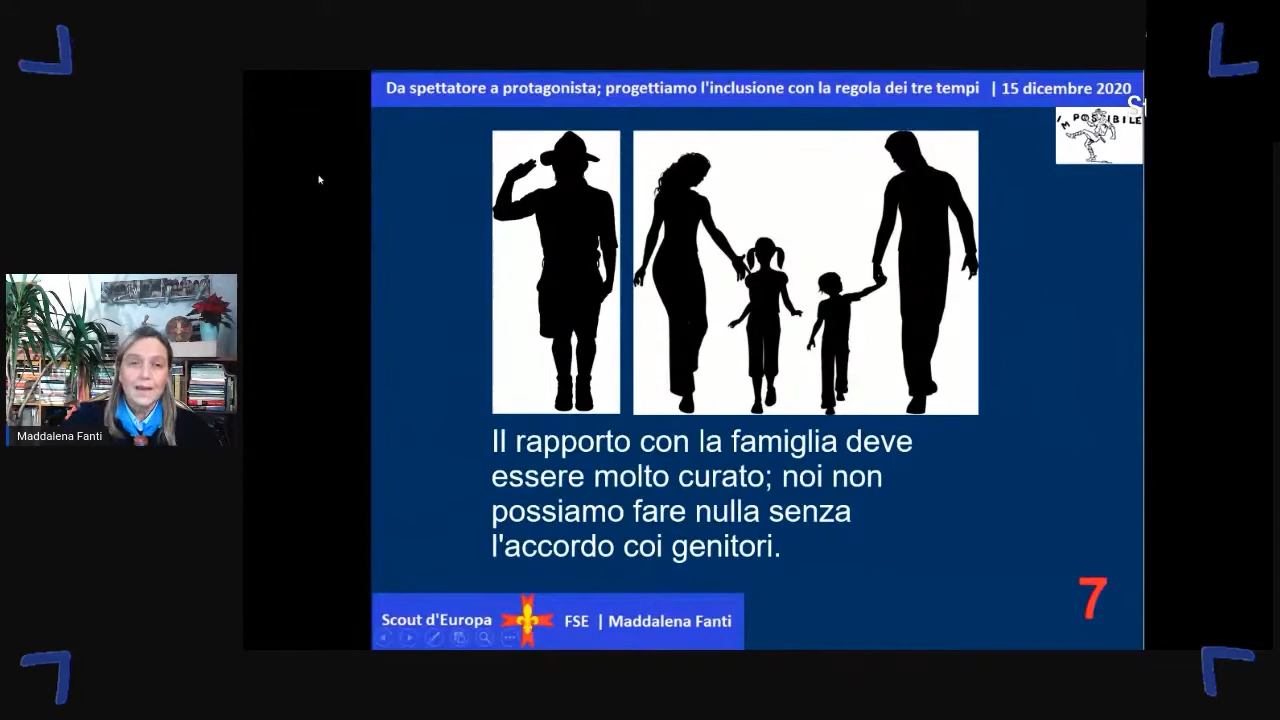 Da spettatore a protagonista; progettiamo l'inclusione con la regola dei tre tempi | 15 dicembre 2020
IMPOSSIBILE
Maddalena Fanti
Il rapporto con la famiglia deve
essere molto curato; noi non
possiamo fare nulla senza
l'accordo coi genitori.
7
Scout d'Europa FSE | Maddalena Fanti